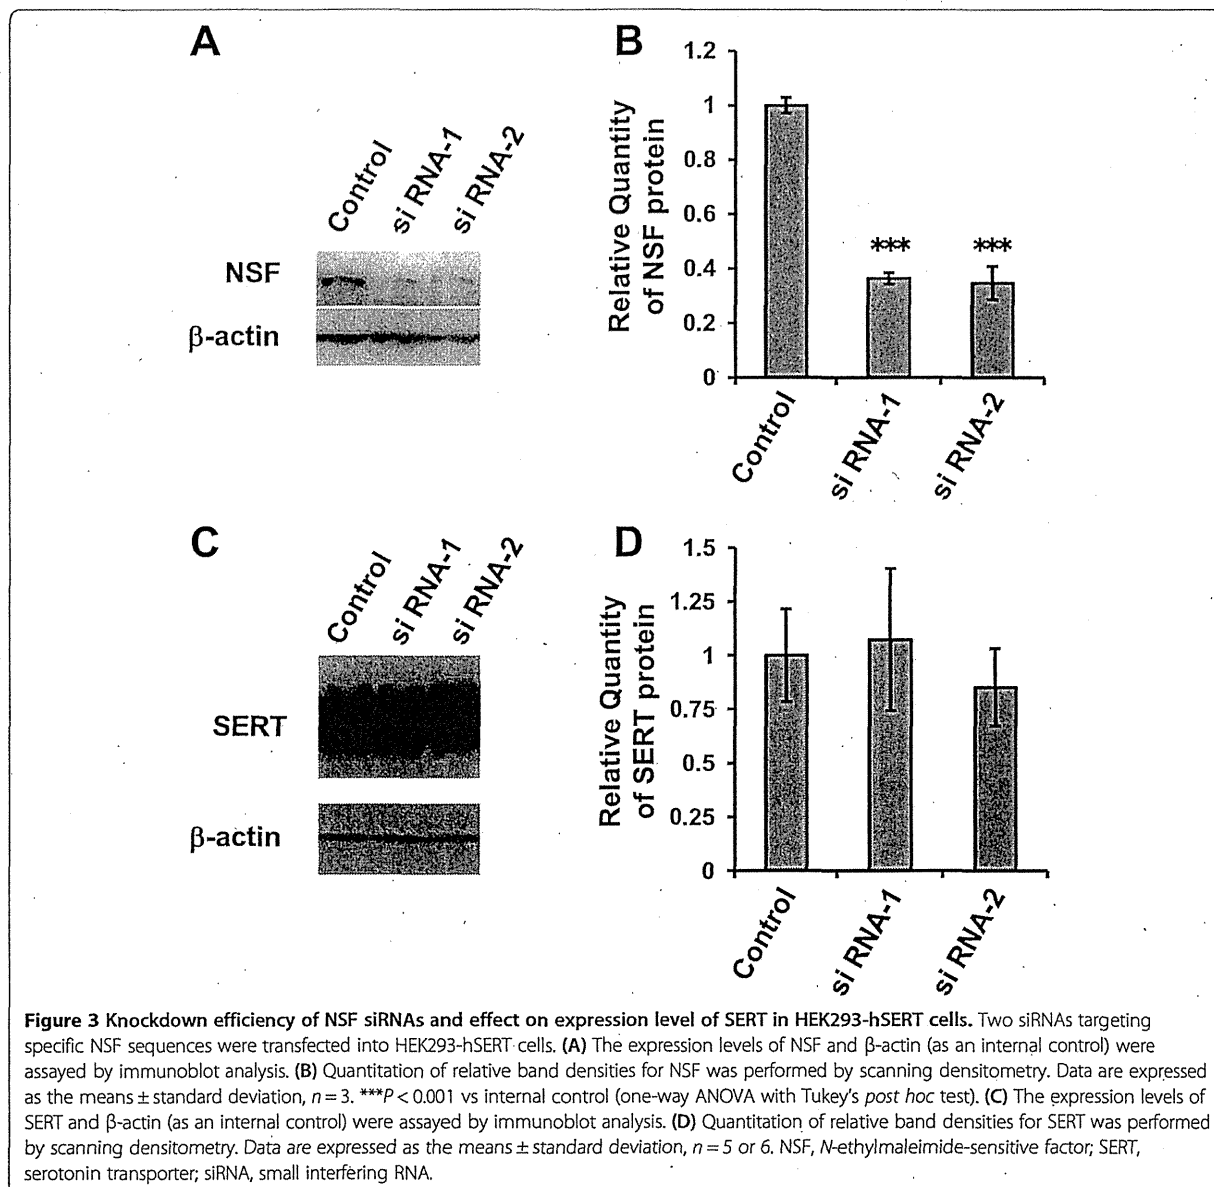 A
Control
si RNA-1
si RNA-2
NSF
β-actin
B
Relative Quantity
of NSF protein
1.2
1
0.8
0.6
0.4
0.2
0
***
***
Control
si RNA-1
si RNA-2
C
Control
si RNA-1
si RNA-2
SERT
β-actin
D
Relative Quantity
of SERT protein
1.5
1.25
1
0.75
0.5
0.25
0
Control
si RNA-1
si RNA-2
Figure 3 Knockdown efficiency of NSF siRNAs and effect on expression level of SERT in HEK293-hSERT cells. Two siRNAs targeting
specific NSF sequences were transfected into HEK293-hSERT cells. (A) The expression levels of NSF and β-actin (as an internal control) were
assayed by immunoblot analysis. (B) Quantitation of relative band densities for NSF was performed by scanning densitometry. Data are expressed
as the means ± standard deviation, n = 3. ***P < 0.001 vs internal control (one-way ANOVA with Tukey's post hoc test). (C) The expression levels of
SERT and β-actin (as an internal control) were assayed by immunoblot analysis. (D) Quantitation of relative band densities for SERT was performed
by scanning densitometry. Data are expressed as the means ± standard deviation, n = 5 or 6. NSF, N-ethylmaleimide-sensitive factor; SERT,
serotonin transporter; siRNA, small interfering RNA.